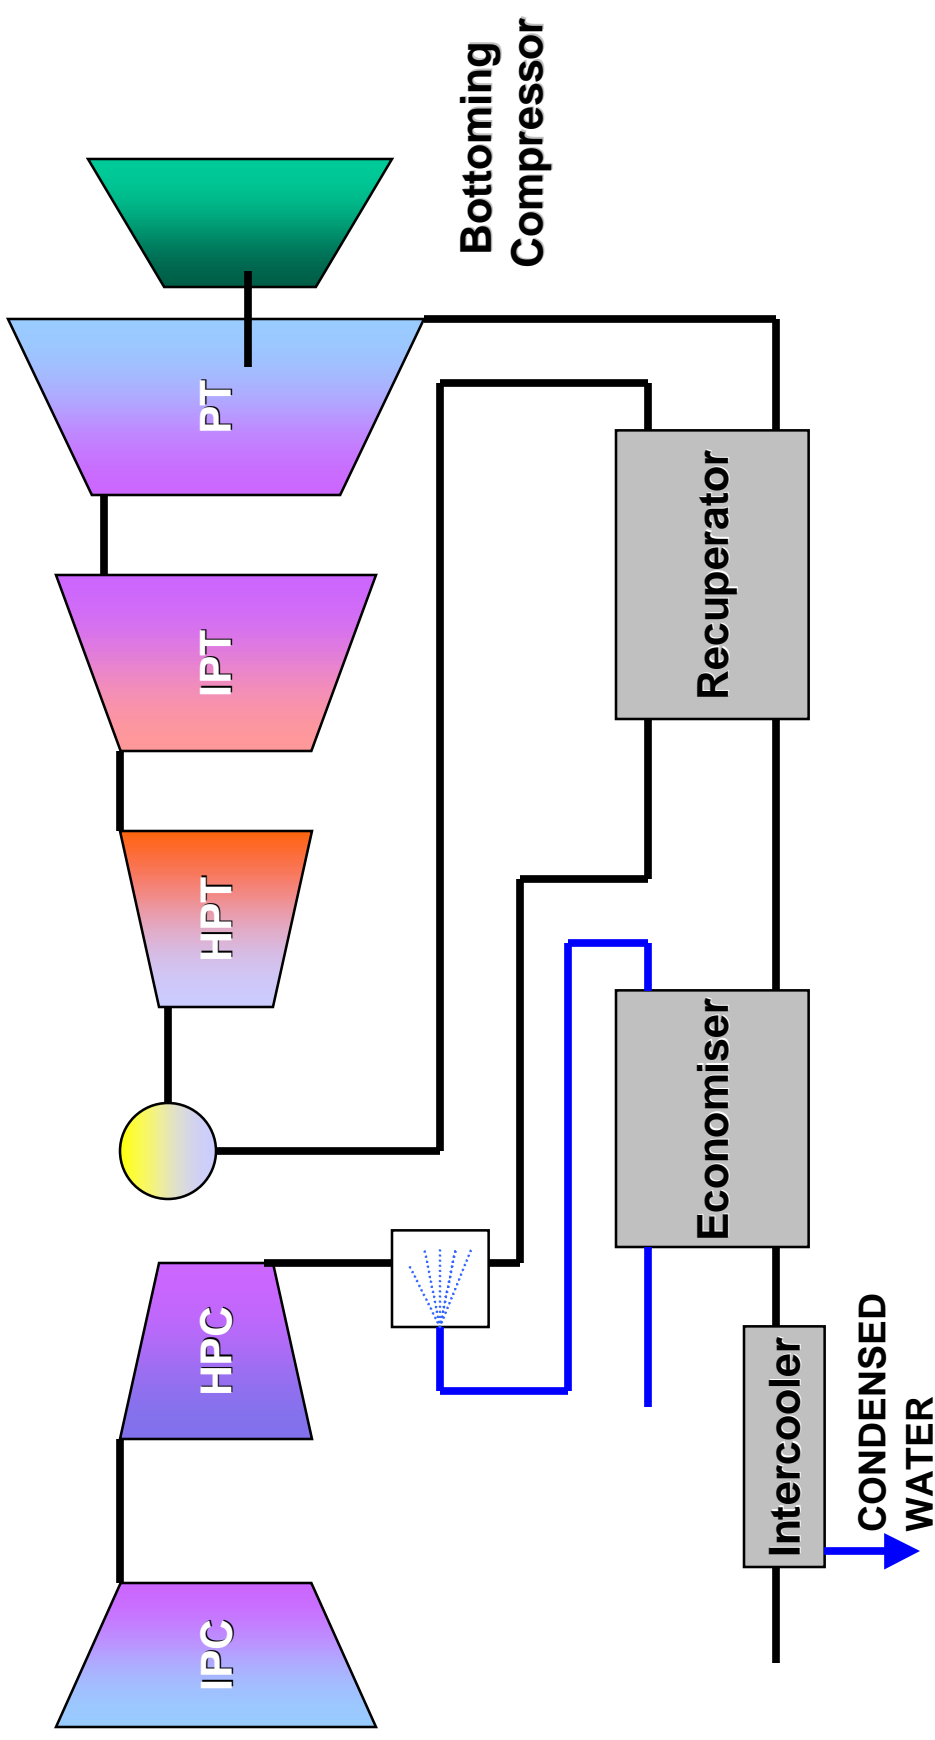 IPC
HPC
HPT
IPT
PT
Bottoming
Compressor
Recuperator
Economiser
Intercooler
CONDENSED
WATER